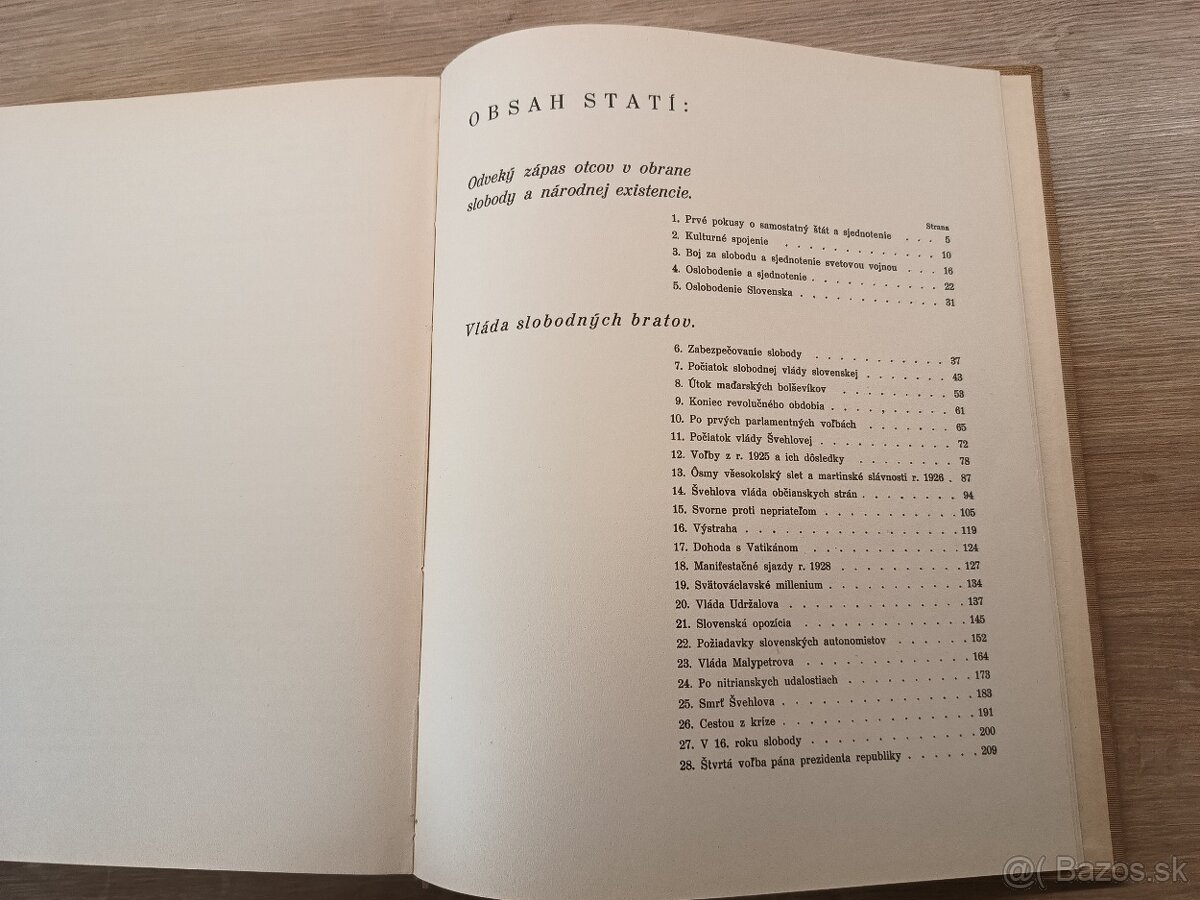 OBSAH STATÍ:
Odveký zápas otcov v obrane
slobody a národnej existencie.
Strana
1. Prvé pokusy o samostatný štát a sjednotenie . . . 5
2. Kulturné spojenie . . . . . . . . . . . . 10
3. Boj za slobodu a sjednotenie svetovou vojnou . . . 16
4. Oslobodenie a sjednotenie . . . . . . . . . . 22
5. Oslobodenie Slovenska . . . . . . . . . . . 31
Vláda slobodných bratov.
6. Zabezpečovanie slobody . . . . . . . . . . . 37
7. Počiatok slobodnej vlády slovenskej . . . . . . . 43
8. Útok maďarských bolševíkov . . . . . . . . . 53
9. Koniec revolučného obdobia . . . . . . . . . . 61
10. Po prvých parlamentných voľbách . . . . . . . 65
11. Počiatok vlády Švehlovej . . . . . . . . . . . 72
12. Voľby z r. 1925 a ich dôsledky . . . . . . . . 78
13. Ôsmy všesokolský slet a martinské slávnosti r. 1926 . 87
14. Švehlova vláda občianskych strán . . . . . . . . 94
15. Svorne proti nepriateľom . . . . . . . . . . . 105
16. Výstraha . . . . . . . . . . . . . . . . 119
17. Dohoda s Vatikánom . . . . . . . . . . . . 124
18. Manifestačné sjazdy r. 1928 . . . . . . . . . . 127
19. Svätováclavské millenium . . . . . . . . . . . 134
20. Vláda Udržalova . . . . . . . . . . . . . 137
21. Slovenská opozícia . . . . . . . . . . . . 145
22. Požiadavky slovenských autonomistov . . . . . . 152
23. Vláda Malypetrova . . . . . . . . . . . . 164
24. Po nitrianskych udalostiach . . . . . . . . . . 173
25. Smrť Švehlova . . . . . . . . . . . . . . 183
26. Cestou z kríze . . . . . . . . . . . . . . 191
27. V 16. roku slobody . . . . . . . . . . . . 200
28. Štvrtá voľba pána prezidenta republiky . . . . . . 209
@( Bazos.sk